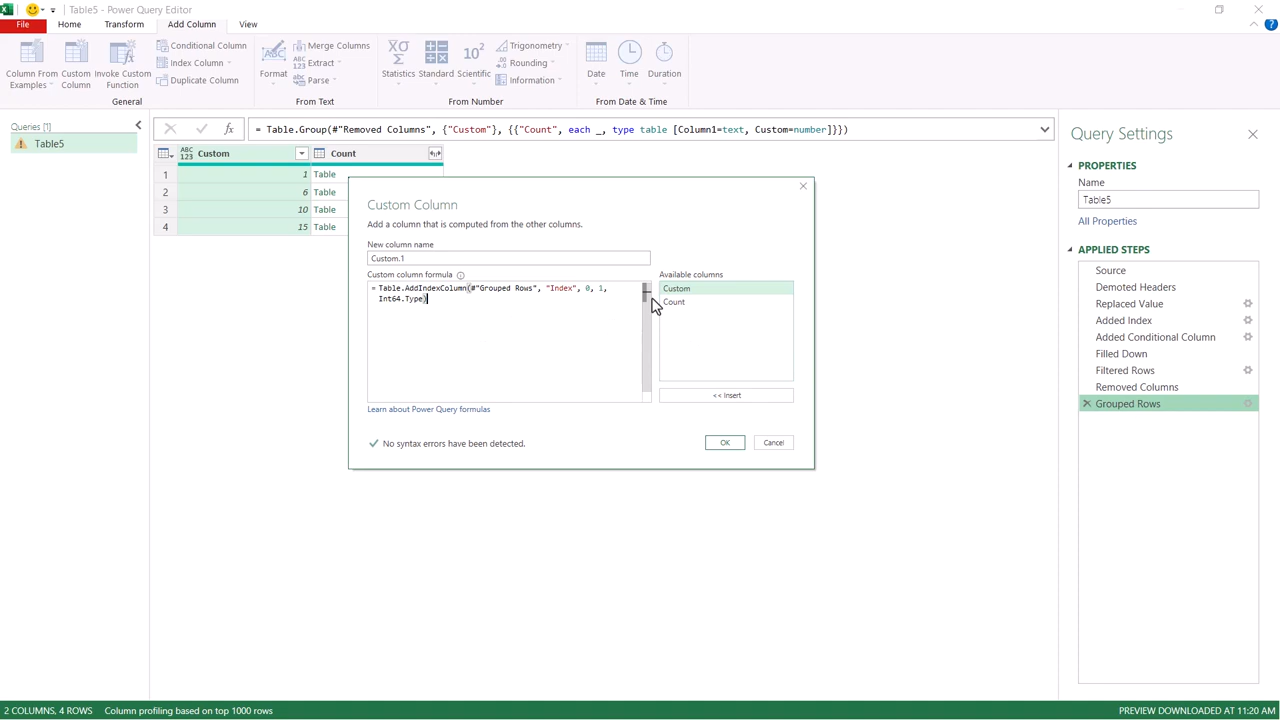 Table5 - Power Query Editor
File Home Transform Add Column View
Column From Examples
Custom Column
Invoke Custom Function
Conditional Column
Index Column
Duplicate Column
General
Format
Merge Columns
Extract
Parse
From Text
Statistics
Standard
Scientific
Trigonometry
Rounding
Information
From Number
Date
Time
Duration
From Date & Time
Queries [1]
Table5
= Table.Group(#"Removed Columns", {"Custom"}, {{"Count", each _, type table [Column1=text, Custom=number]}})
ABC 123 Custom Count
1 1 Table
2 6 Table
3 10 Table
4 15 Table
Custom Column
Add a column that is computed from the other columns.
New column name
Custom.1
Custom column formula
= Table.AddIndexColumn(#"Grouped Rows", "Index", 0, 1,
Int64.Type)
Available columns
Custom
Count
<< Insert
Learn about Power Query formulas
No syntax errors have been detected.
OK
Cancel
Query Settings
PROPERTIES
Name
Table5
All Properties
APPLIED STEPS
Source
Demoted Headers
Replaced Value
Added Index
Added Conditional Column
Filled Down
Filtered Rows
Removed Columns
Grouped Rows
2 COLUMNS, 4 ROWS Column profiling based on top 1000 rows
PREVIEW DOWNLOADED AT 11:20 AM